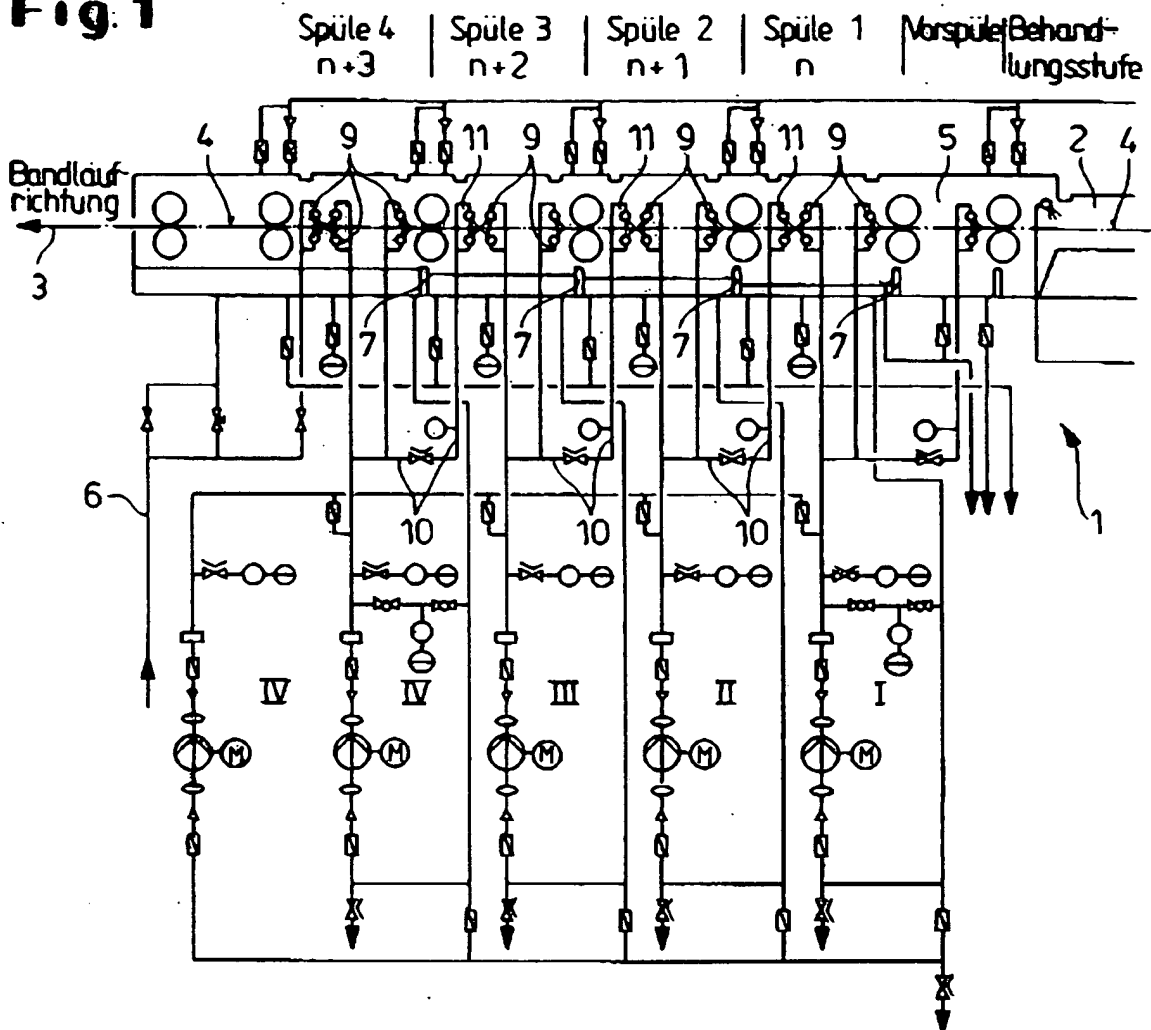 Fig. 1
Spüle 4 Spüle 3 Spüle 2 Spüle 1 Vorspüle Behand-
n+3 n+2 n+1 n lungsstufe
4 9 11 9 11 9 11 9 5 2 4
Bandlauf-
richtung
3
7 7 7 7
6 10 10 10 1
IV IV III II I
M M M M M